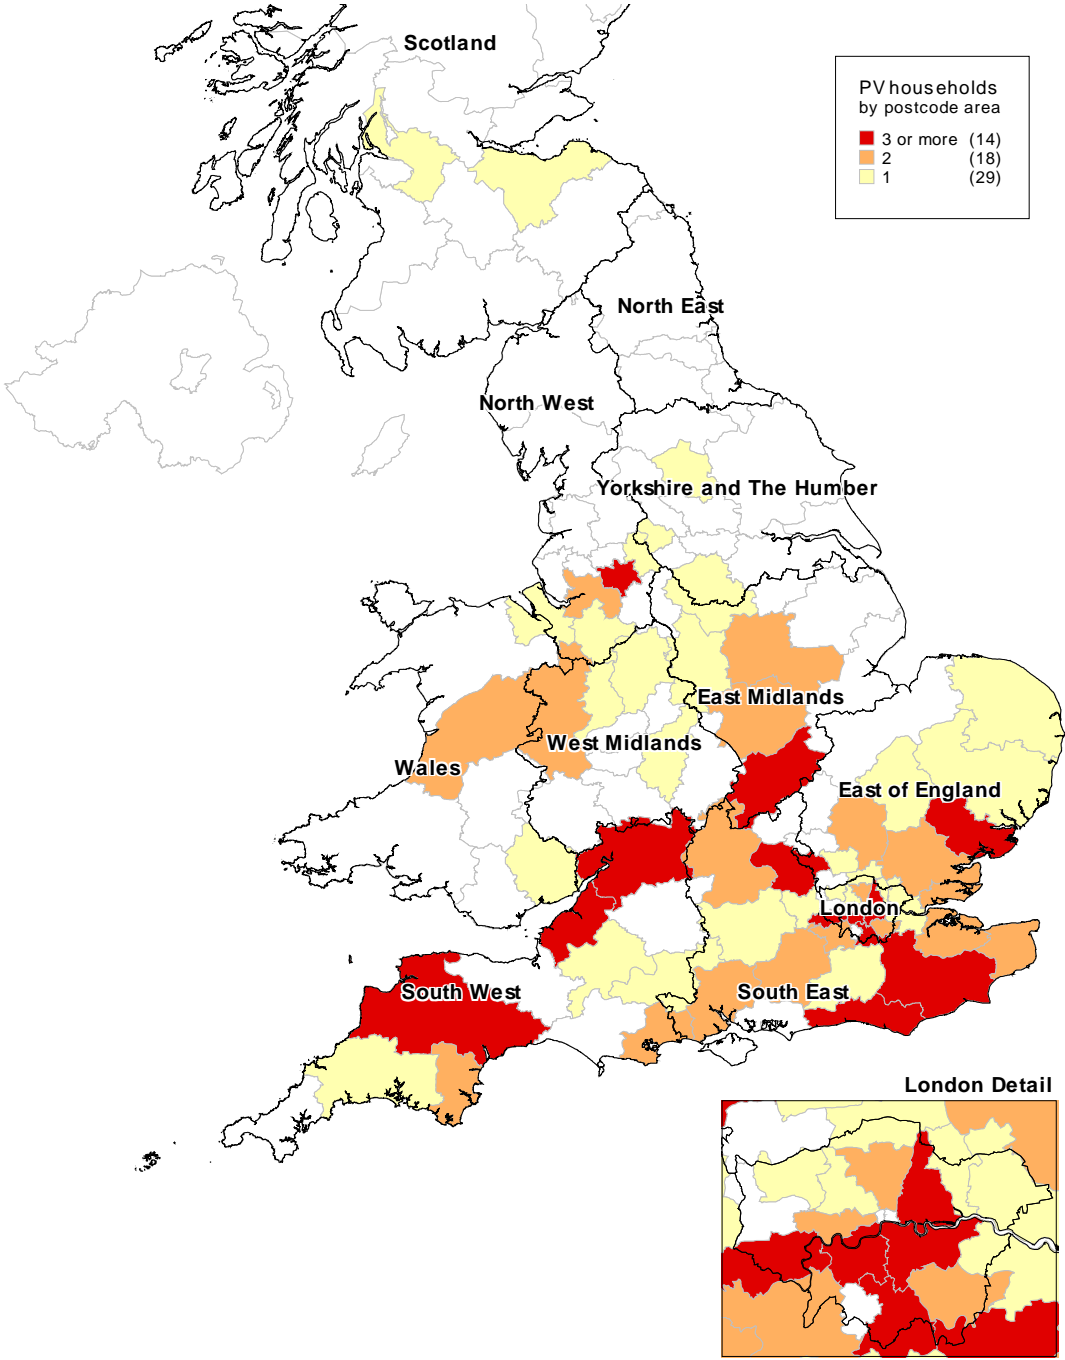 Scotland
PV households
by postcode area
3 or more (14)
2 (18)
1 (29)
North East
North West
Yorkshire and The Humber
East Midlands
West Midlands
Wales
East of England
London
South West
South East
London Detail